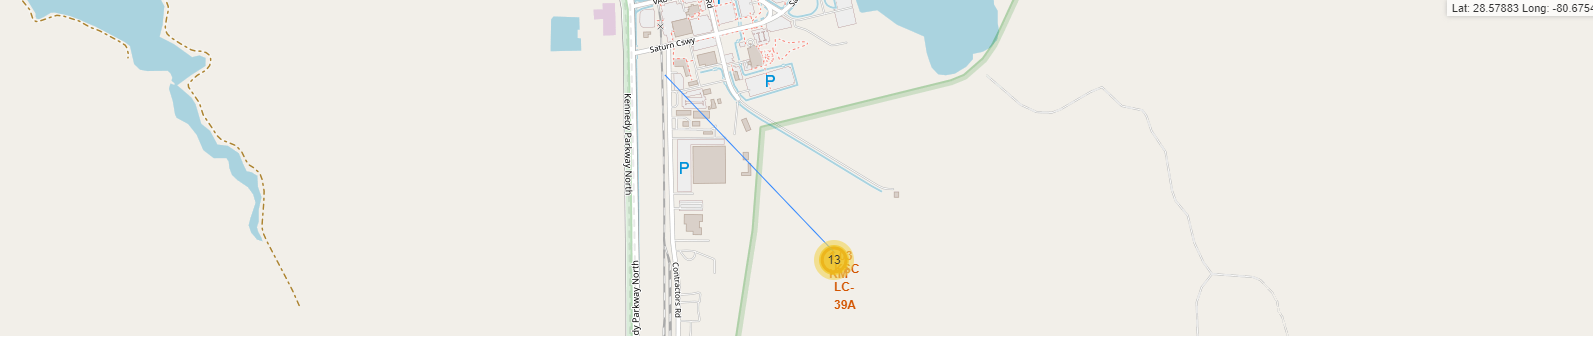 Lat: 28.57883 Long: -80.6754
Saturn Cswy
P
Kennedy Parkway North
P
13
LC-
39A
Contractors Rd
dy Parkway North